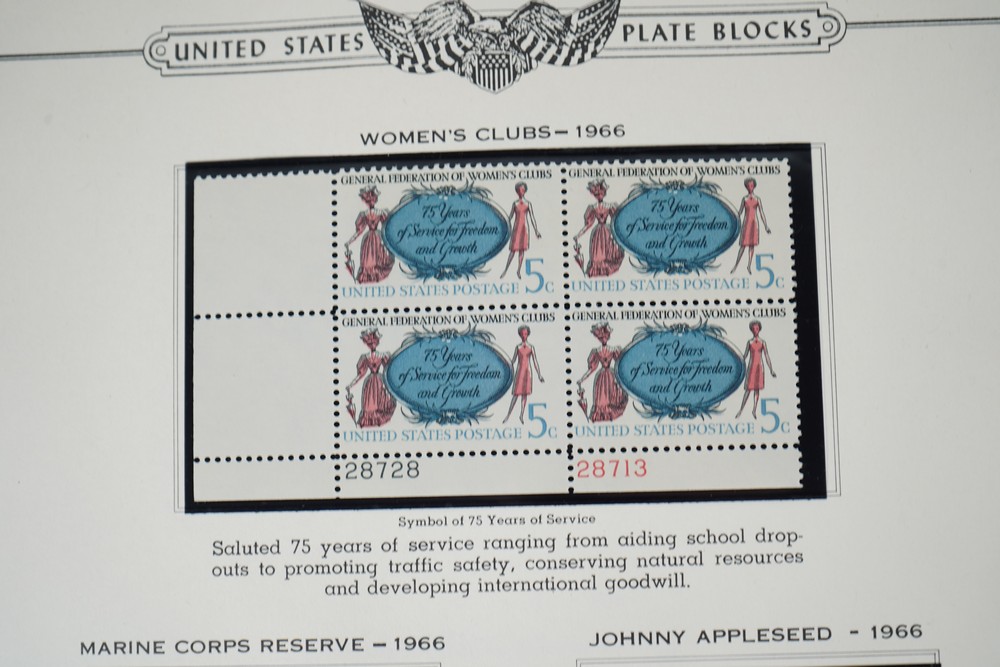 UNITED STATES PLATE BLOCKS
WOMEN'S CLUBS—1966
GENERAL FEDERATION OF WOMEN'S CLUBS
75 Years
of Service for Freedom
and Growth
5c
UNITED STATES POSTAGE
GENERAL FEDERATION OF WOMEN'S CLUBS
75 Years
of Service for Freedom
and Growth
5c
UNITED STATES POSTAGE
GENERAL FEDERATION OF WOMEN'S CLUBS
75 Years
of Service for Freedom
and Growth
5c
UNITED STATES POSTAGE
GENERAL FEDERATION OF WOMEN'S CLUBS
75 Years
of Service for Freedom
and Growth
5c
UNITED STATES POSTAGE
28728
28713
Symbol of 75 Years of Service
Saluted 75 years of service ranging from aiding school drop-
outs to promoting traffic safety, conserving natural resources
and developing international goodwill.
MARINE CORPS RESERVE — 1966
JOHNNY APPLESEED - 1966